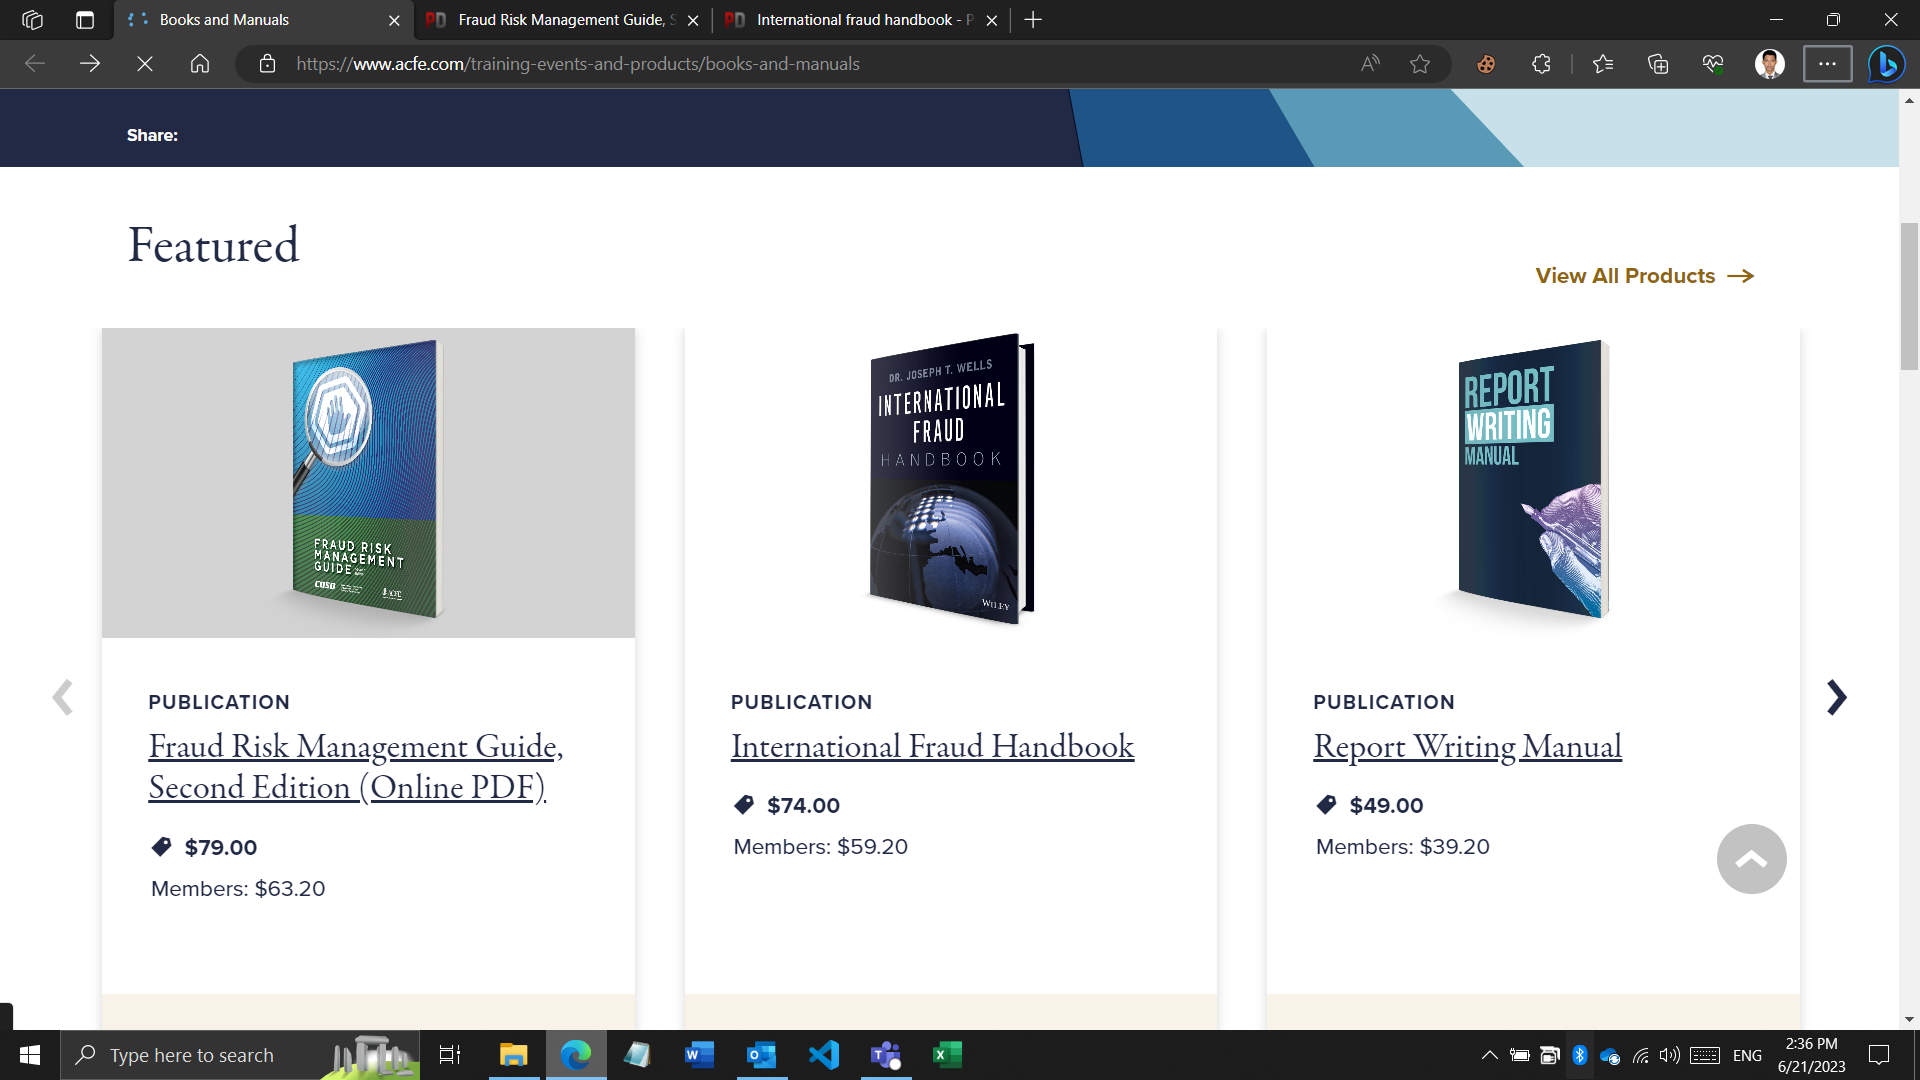 Books and Manuals
Fraud Risk Management Guide, S
International fraud handbook - P
https://www.acfe.com/training-events-and-products/books-and-manuals
Share:
Featured
View All Products
FRAUD RISK
MANAGEMENT
GUIDE
COSO
ACFE
DR. JOSEPH T. WELLS
INTERNATIONAL
FRAUD
HANDBOOK
WILEY
REPORT
WRITING
MANUAL
PUBLICATION
Fraud Risk Management Guide,
Second Edition (Online PDF)
$79.00
Members: $63.20
PUBLICATION
International Fraud Handbook
$74.00
Members: $59.20
PUBLICATION
Report Writing Manual
$49.00
Members: $39.20
Type here to search
ENG
2:36 PM
6/21/2023